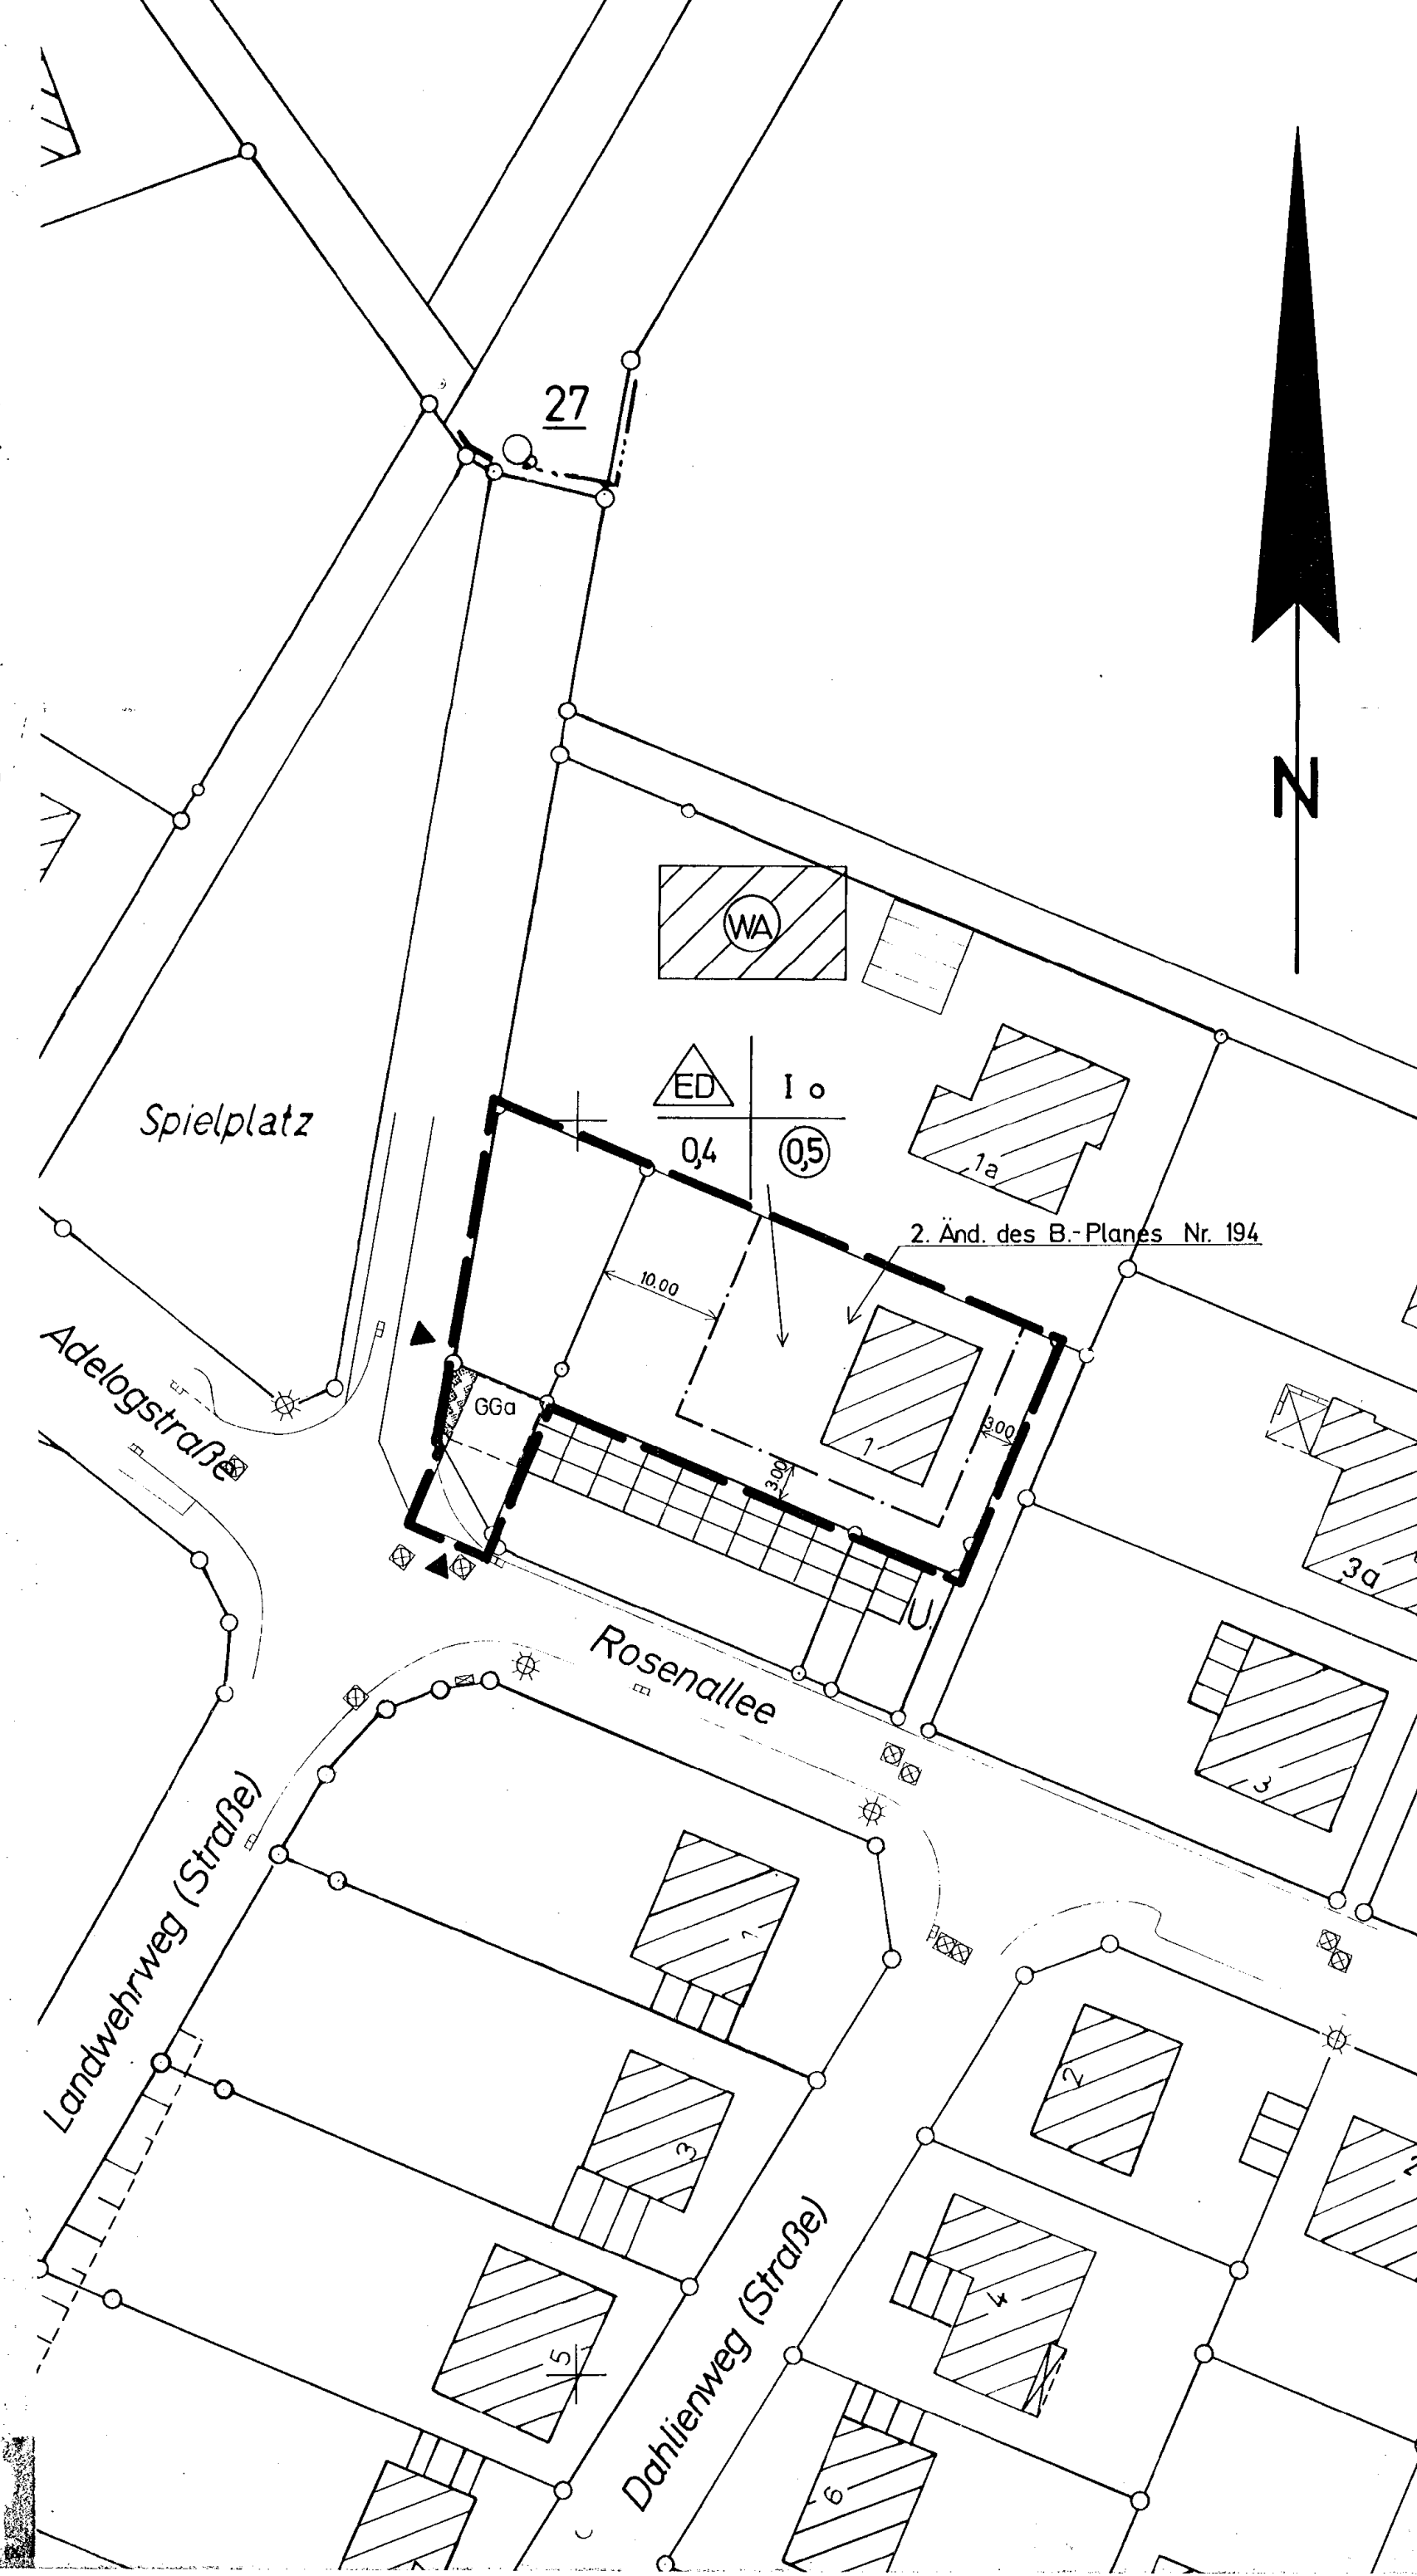 27
N
WA
ED
I o
0,4
0,5
1a
2. Änd. des B.-Planes Nr. 194
Spielplatz
10.00
Adelogstraße
GGa
1
3.00
3.00
3a
U.
Rosenallee
3
Landwehrweg (Straße)
1
2
3
2
4
5
Dahlienweg (Straße)
6